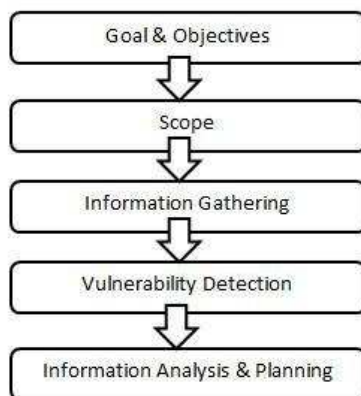 Goal & Objectives
Scope
Information Gathering
Vulnerability Detection
Information Analysis & Planning